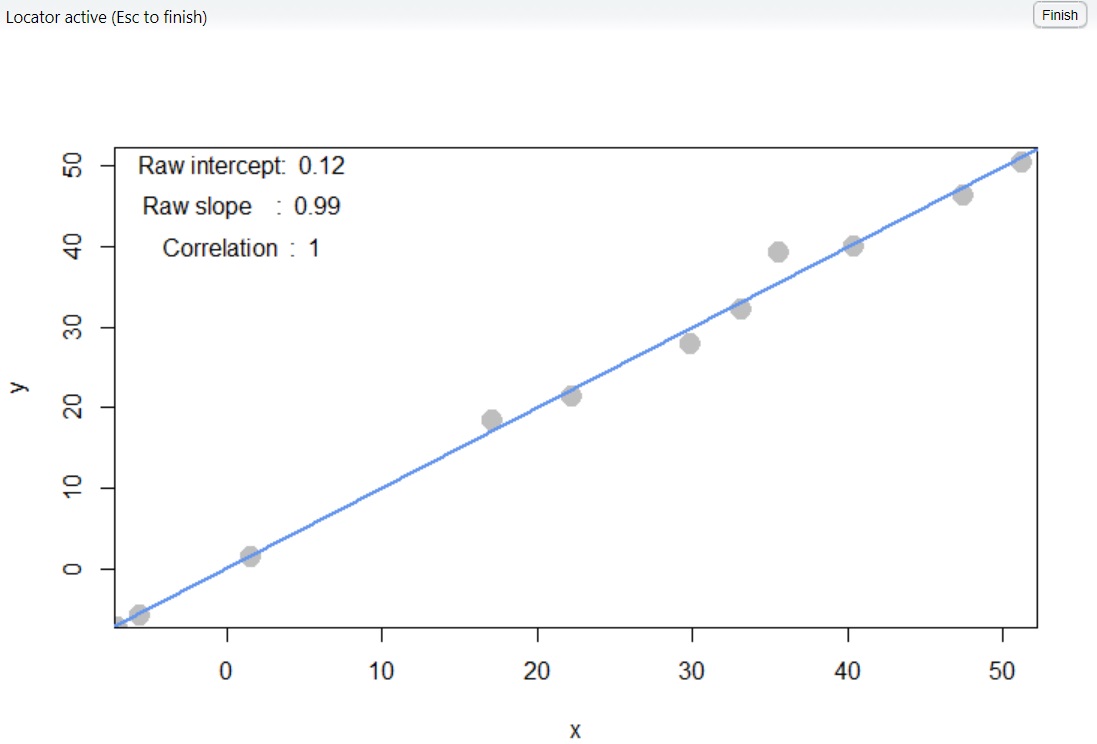 Locator active (Esc to finish)
Finish
Raw intercept: 0.12
Raw slope : 0.99
Correlation : 1
50
40
30
20
10
0
y
0 10 20 30 40 50
x